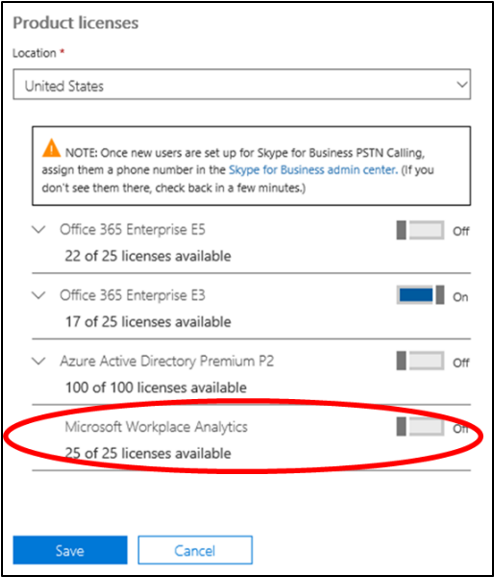 Product licenses
Location *
United States
NOTE: Once new users are set up for Skype for Business PSTN Calling,
assign them a phone number in the Skype for Business admin center. (If you
don't see them there, check back in a few minutes.)
Office 365 Enterprise E5
Off
22 of 25 licenses available
Office 365 Enterprise E3
On
17 of 25 licenses available
Azure Active Directory Premium P2
Off
100 of 100 licenses available
Microsoft Workplace Analytics
Off
25 of 25 licenses available
Save
Cancel